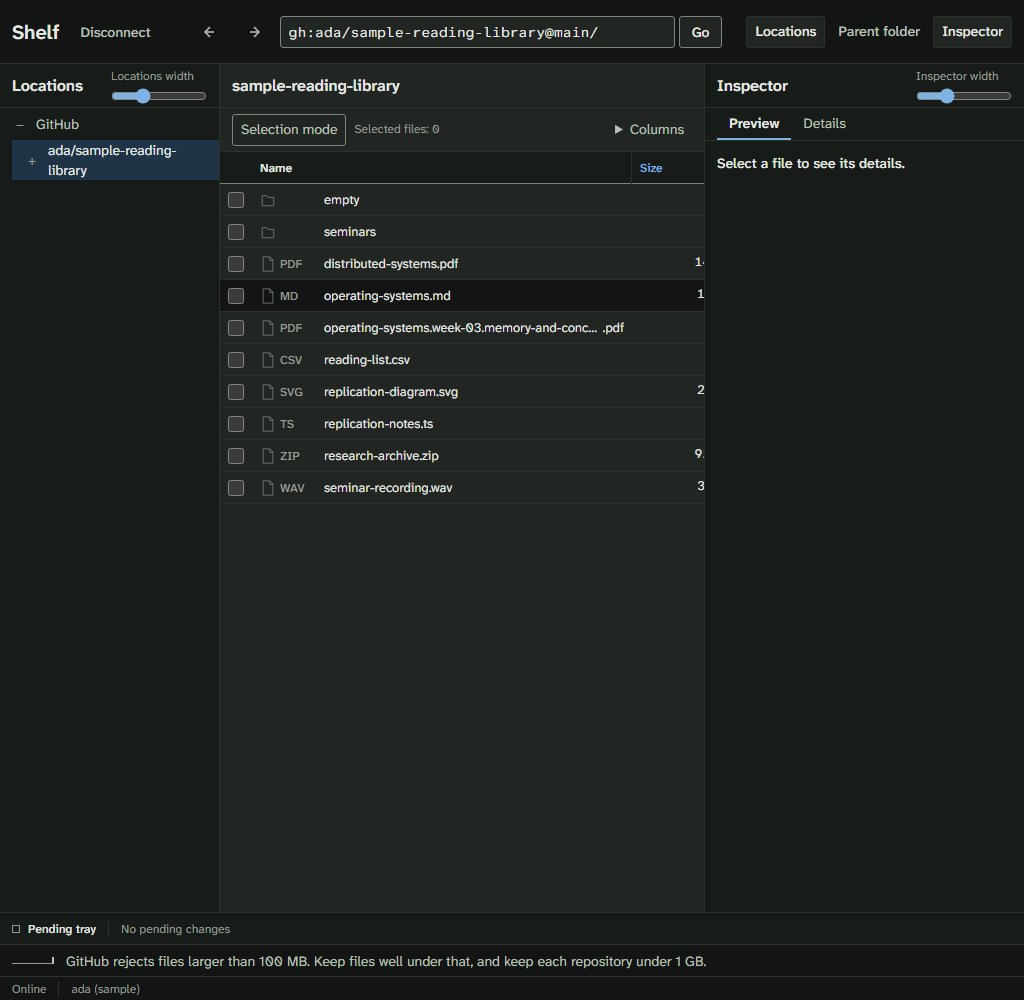 Shelf
Disconnect
gh:ada/sample-reading-library@main/
Go
Locations
Parent folder
Inspector
Locations
Locations width
sample-reading-library
Inspector
Inspector width
GitHub
ada/sample-reading-
library
Selection mode
Selected files: 0
Columns
Preview
Details
Select a file to see its details.
Name
Size
empty
seminars
PDF distributed-systems.pdf
MD operating-systems.md
PDF operating-systems.week-03.memory-and-conc... .pdf
CSV reading-list.csv
SVG replication-diagram.svg
TS replication-notes.ts
ZIP research-archive.zip
WAV seminar-recording.wav
Pending tray
No pending changes
GitHub rejects files larger than 100 MB. Keep files well under that, and keep each repository under 1 GB.
Online
ada (sample)